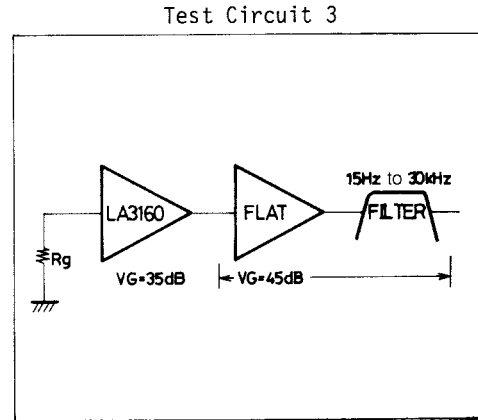 Test Circuit 3
15Hz to 30kHz
LA3160
FLAT
FILTER
Rg
VG=35dB
VG=45dB